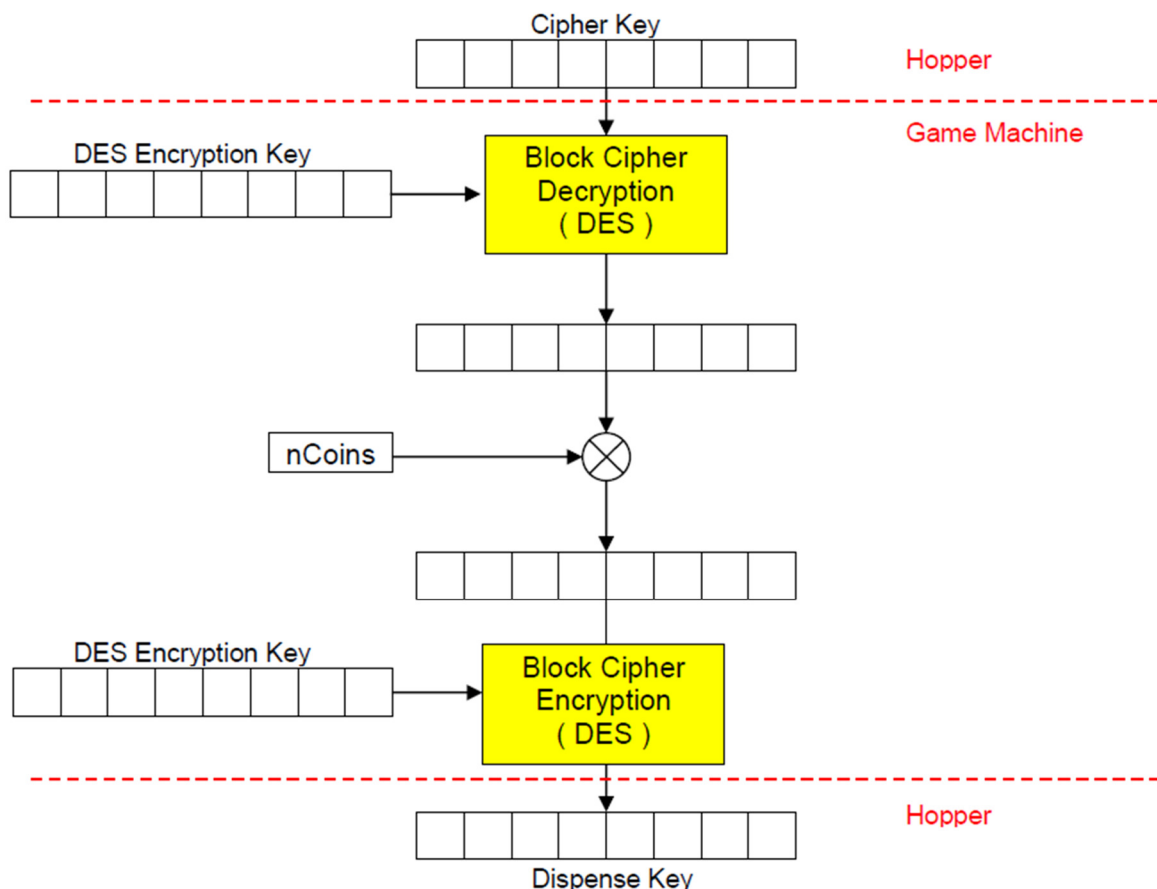 Cipher Key
Hopper
Game Machine
DES Encryption Key
Block Cipher
Decryption
( DES )
nCoins
DES Encryption Key
Block Cipher
Encryption
( DES )
Hopper
Dispense Key